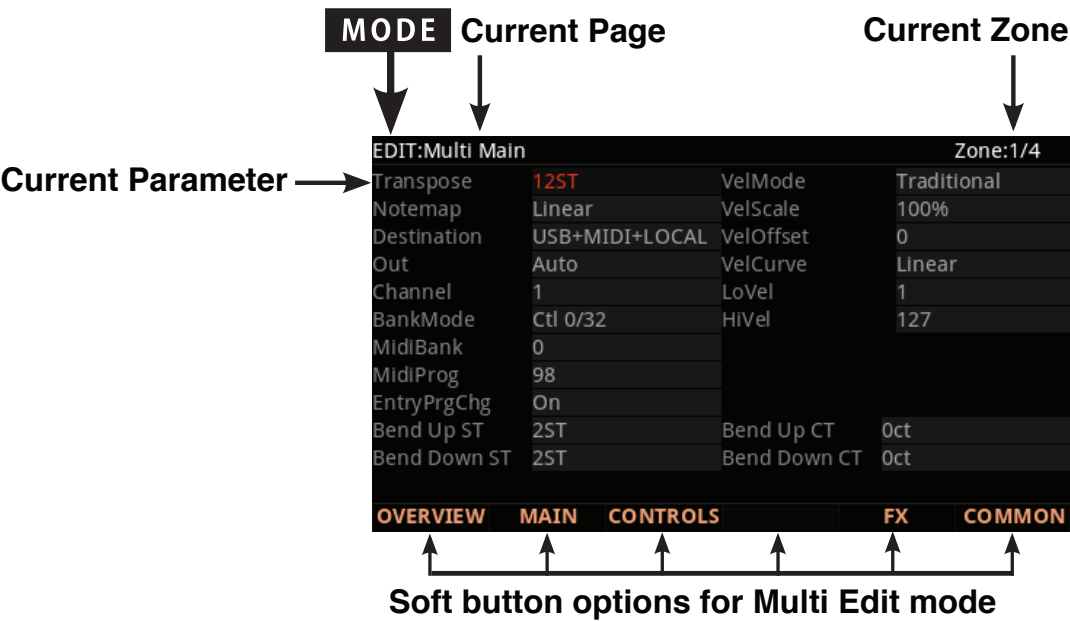 MODE Current Page Current Zone
EDIT:Multi Main Zone:1/4
Current Parameter Transpose 12ST VelMode Traditional
Notemap Linear VelScale 100%
Destination USB+MIDI+LOCAL VelOffset 0
Out Auto VelCurve Linear
Channel 1 LoVel 1
BankMode Ctl 0/32 HiVel 127
MidiBank 0
MidiProg 98
EntryPrgChg On
Bend Up ST 2ST Bend Up CT 0ct
Bend Down ST 2ST Bend Down CT 0ct
OVERVIEW MAIN CONTROLS FX COMMON
Soft button options for Multi Edit mode